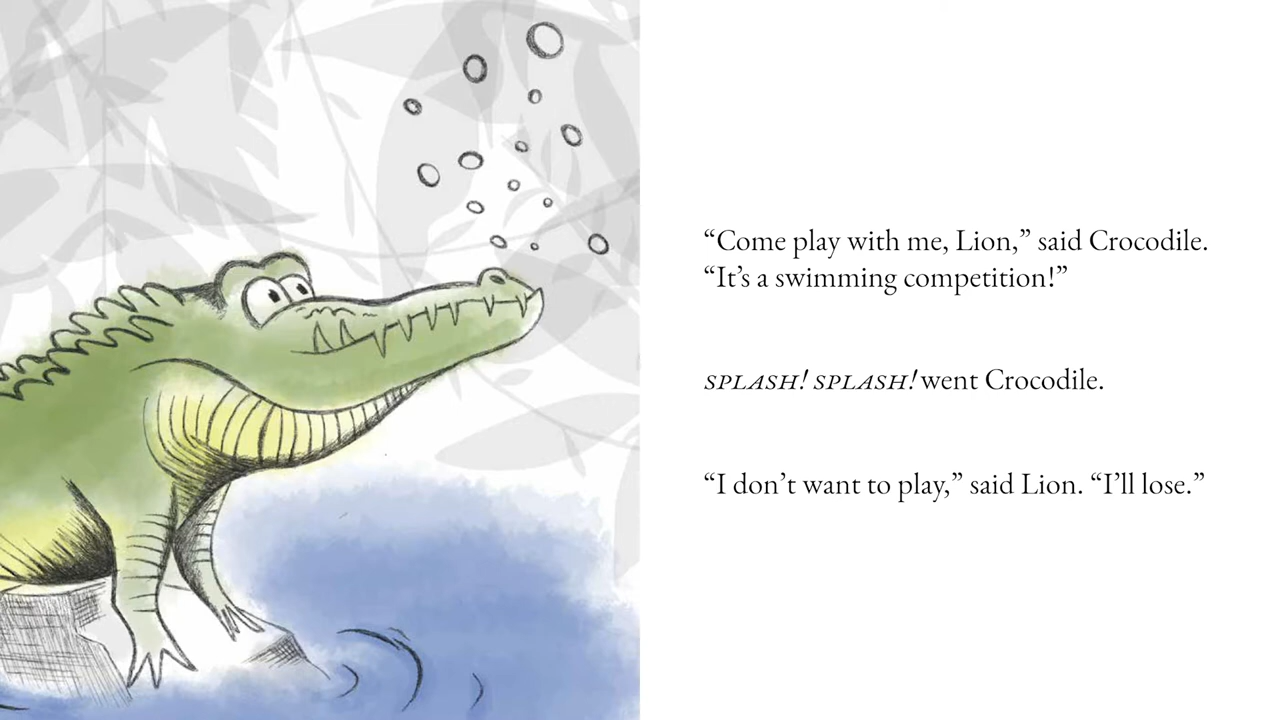 “Come play with me, Lion,” said Crocodile.
“It’s a swimming competition!”
SPLASH! SPLASH! went Crocodile.
“I don’t want to play,” said Lion. “I’ll lose.”